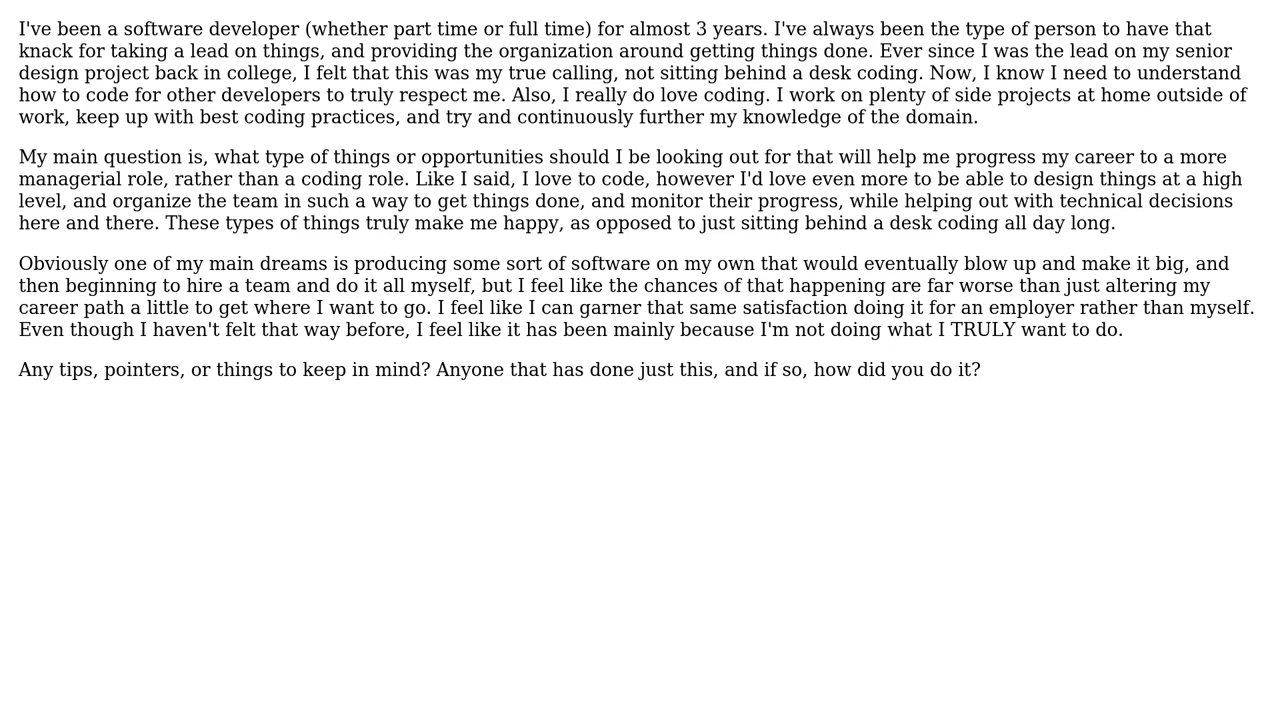 I've been a software developer (whether part time or full time) for almost 3 years. I've always been the type of person to have that
knack for taking a lead on things, and providing the organization around getting things done. Ever since I was the lead on my senior
design project back in college, I felt that this was my true calling, not sitting behind a desk coding. Now, I know I need to understand
how to code for other developers to truly respect me. Also, I really do love coding. I work on plenty of side projects at home outside of
work, keep up with best coding practices, and try and continuously further my knowledge of the domain.
My main question is, what type of things or opportunities should I be looking out for that will help me progress my career to a more
managerial role, rather than a coding role. Like I said, I love to code, however I'd love even more to be able to design things at a high
level, and organize the team in such a way to get things done, and monitor their progress, while helping out with technical decisions
here and there. These types of things truly make me happy, as opposed to just sitting behind a desk coding all day long.
Obviously one of my main dreams is producing some sort of software on my own that would eventually blow up and make it big, and
then beginning to hire a team and do it all myself, but I feel like the chances of that happening are far worse than just altering my
career path a little to get where I want to go. I feel like I can garner that same satisfaction doing it for an employer rather than myself.
Even though I haven't felt that way before, I feel like it has been mainly because I'm not doing what I TRULY want to do.
Any tips, pointers, or things to keep in mind? Anyone that has done just this, and if so, how did you do it?